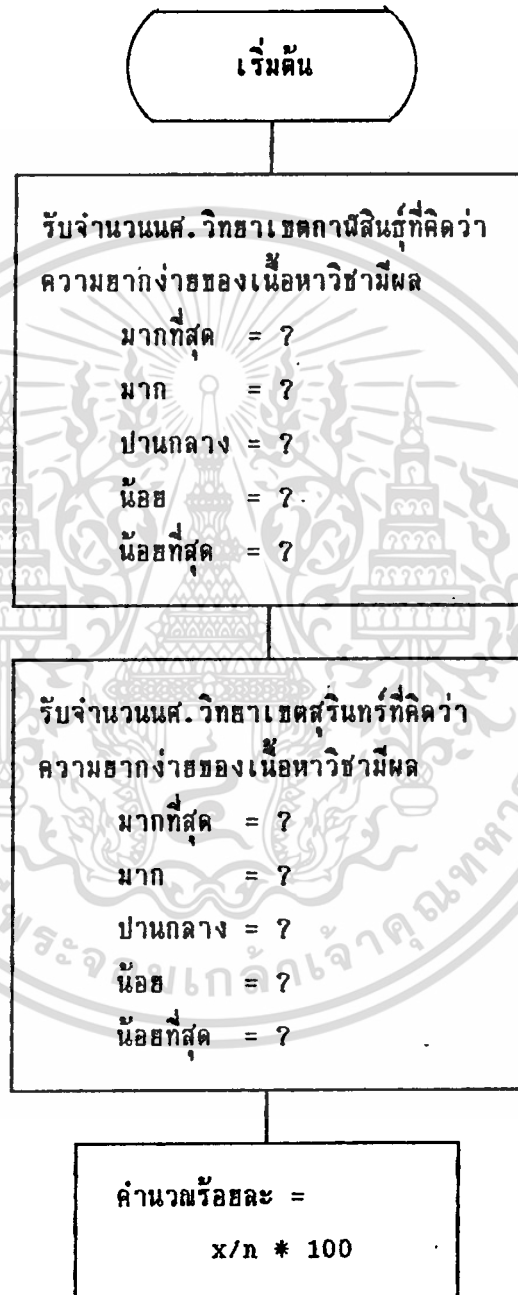 เริ่มต้น
รับจำนวนนศ.วิทยาเขตกาฬสินธุ์ที่คิดว่า
ความยากง่ายของเนื้อหาวิชามีผล
มากที่สุด = ?
มาก = ?
ปานกลาง = ?
น้อย = ?
น้อยที่สุด = ?
รับจำนวนนศ.วิทยาเขตสุรินทร์ที่คิดว่า
ความยากง่ายของเนื้อหาวิชามีผล
มากที่สุด = ?
มาก = ?
ปานกลาง = ?
น้อย = ?
น้อยที่สุด = ?
คำนวณร้อยละ =
x/n * 100